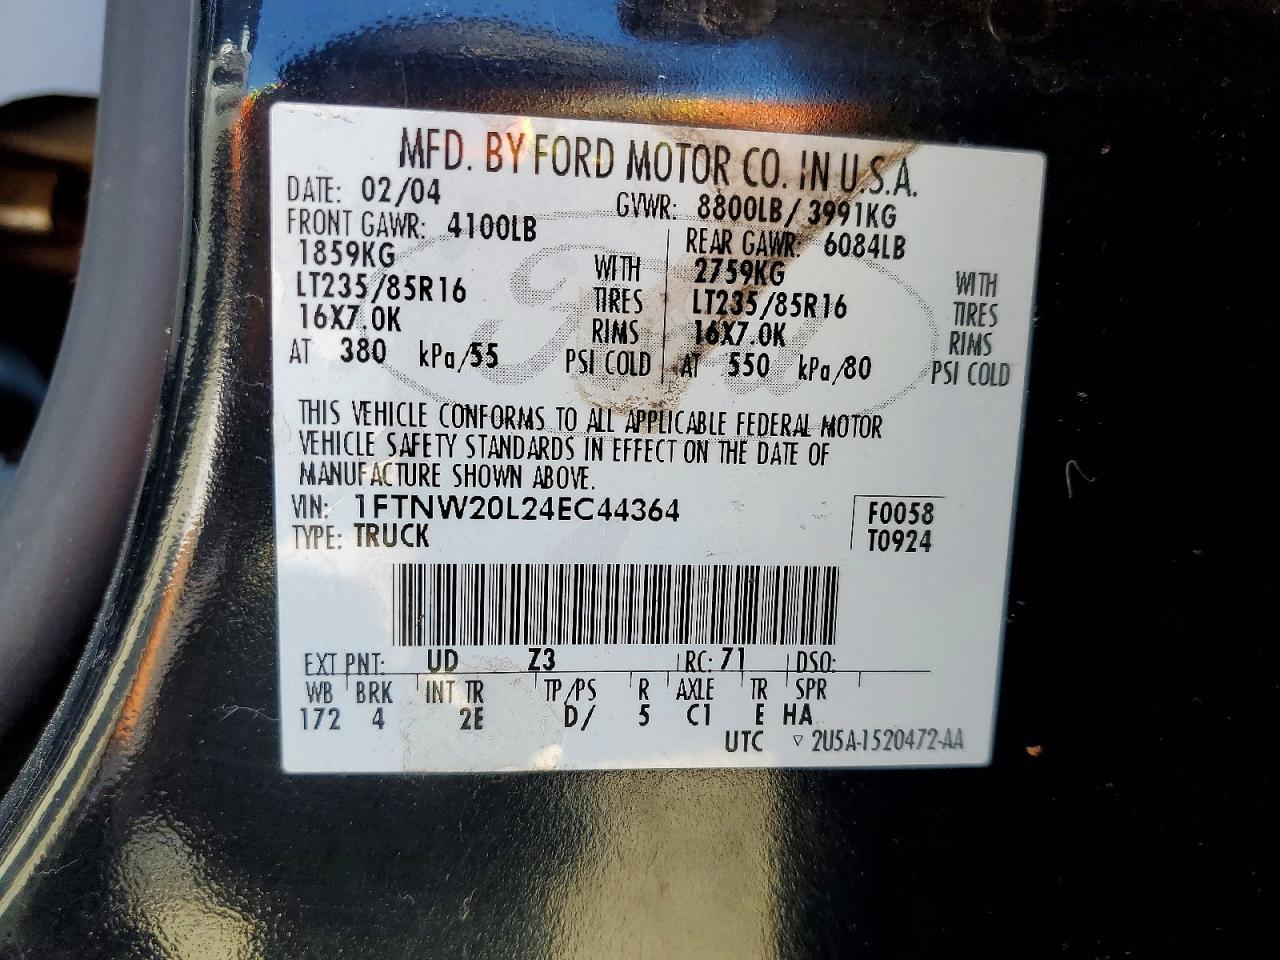 MFD. BY FORD MOTOR CO. IN U.S.A.
DATE: 02/04 GVWR: 8800LB / 3991KG
FRONT GAWR: 4100LB REAR GAWR: 6084LB
1859KG WITH 2759KG WITH
LT235/85R16 TIRES LT235/85R16 TIRES
16X7.0K RIMS 16X7.0K RIMS
AT 380 kPa/55 PSI COLD AT 550 kPa/80 PSI COLD
THIS VEHICLE CONFORMS TO ALL APPLICABLE FEDERAL MOTOR
VEHICLE SAFETY STANDARDS IN EFFECT ON THE DATE OF
MANUFACTURE SHOWN ABOVE.
VIN: 1FTNW20L24EC44364 F0058
TYPE: TRUCK T0924
EXT PNT: UD Z3 RC: 71 DSO:
WB BRK INT TR TP/PS R AXLE TR SPR
172 4 2E D/ 5 C1 E HA
UTC ▽ 2U5A-1520472-AA